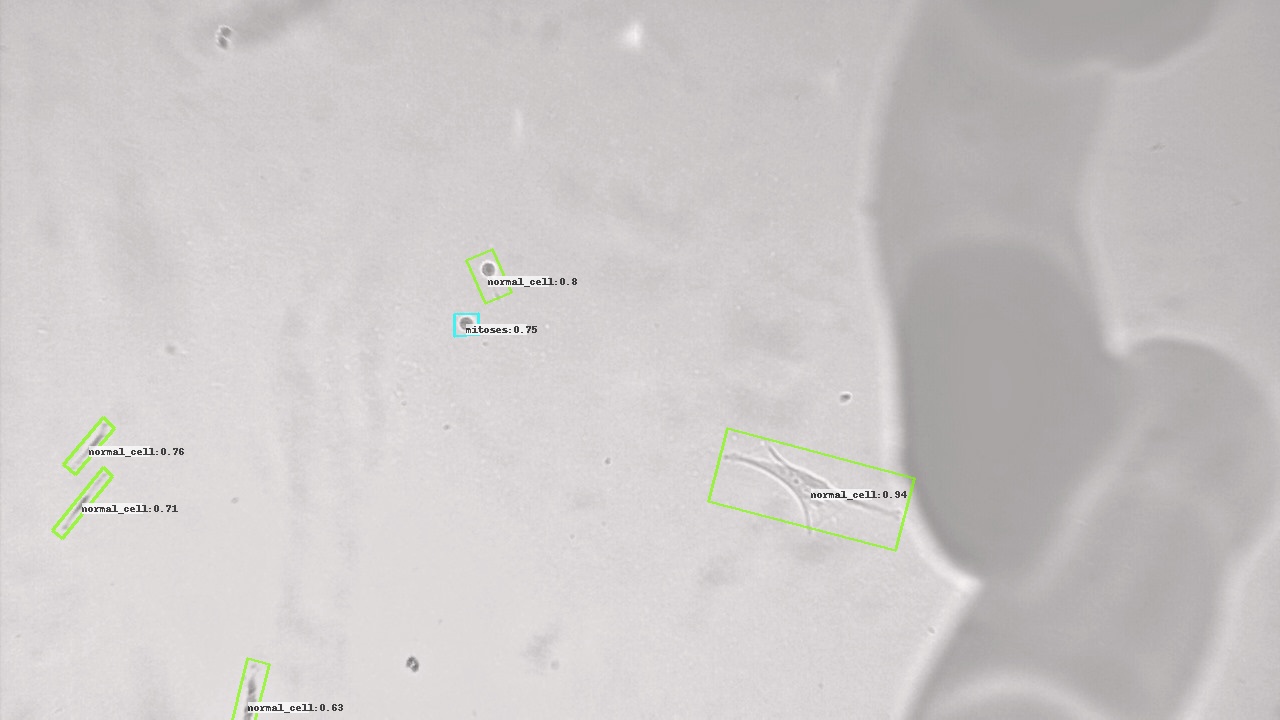 normal_cell:0.8
mitoses:0.75
normal_cell:0.76
normal_cell:0.94
normal_cell:0.71
normal_cell:0.63